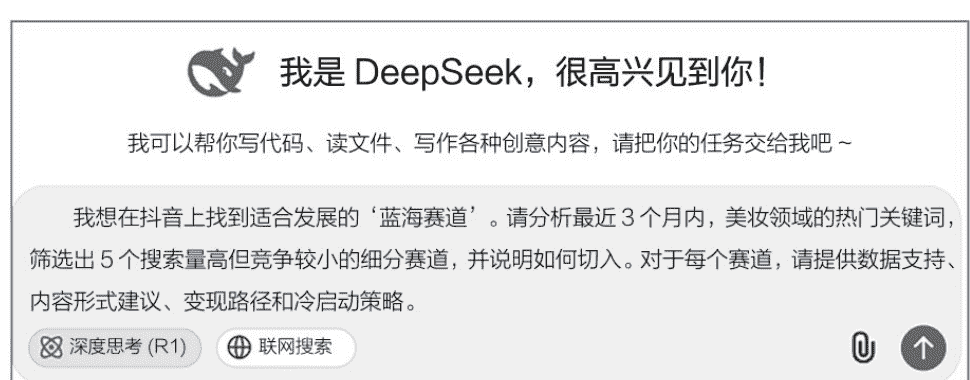 我是 DeepSeek，很高兴见到你！
我可以帮你写代码、读文件、写作各种创意内容，请把你的任务交给我吧 ~
我想在抖音上找到适合发展的‘蓝海赛道’。请分析最近 3 个月内，美妆领域的热门关键词，
筛选出 5 个搜索量高但竞争较小的细分赛道，并说明如何切入。对于每个赛道，请提供数据支持、
内容形式建议、变现路径和冷启动策略。
深度思考 (R1) 联网搜索